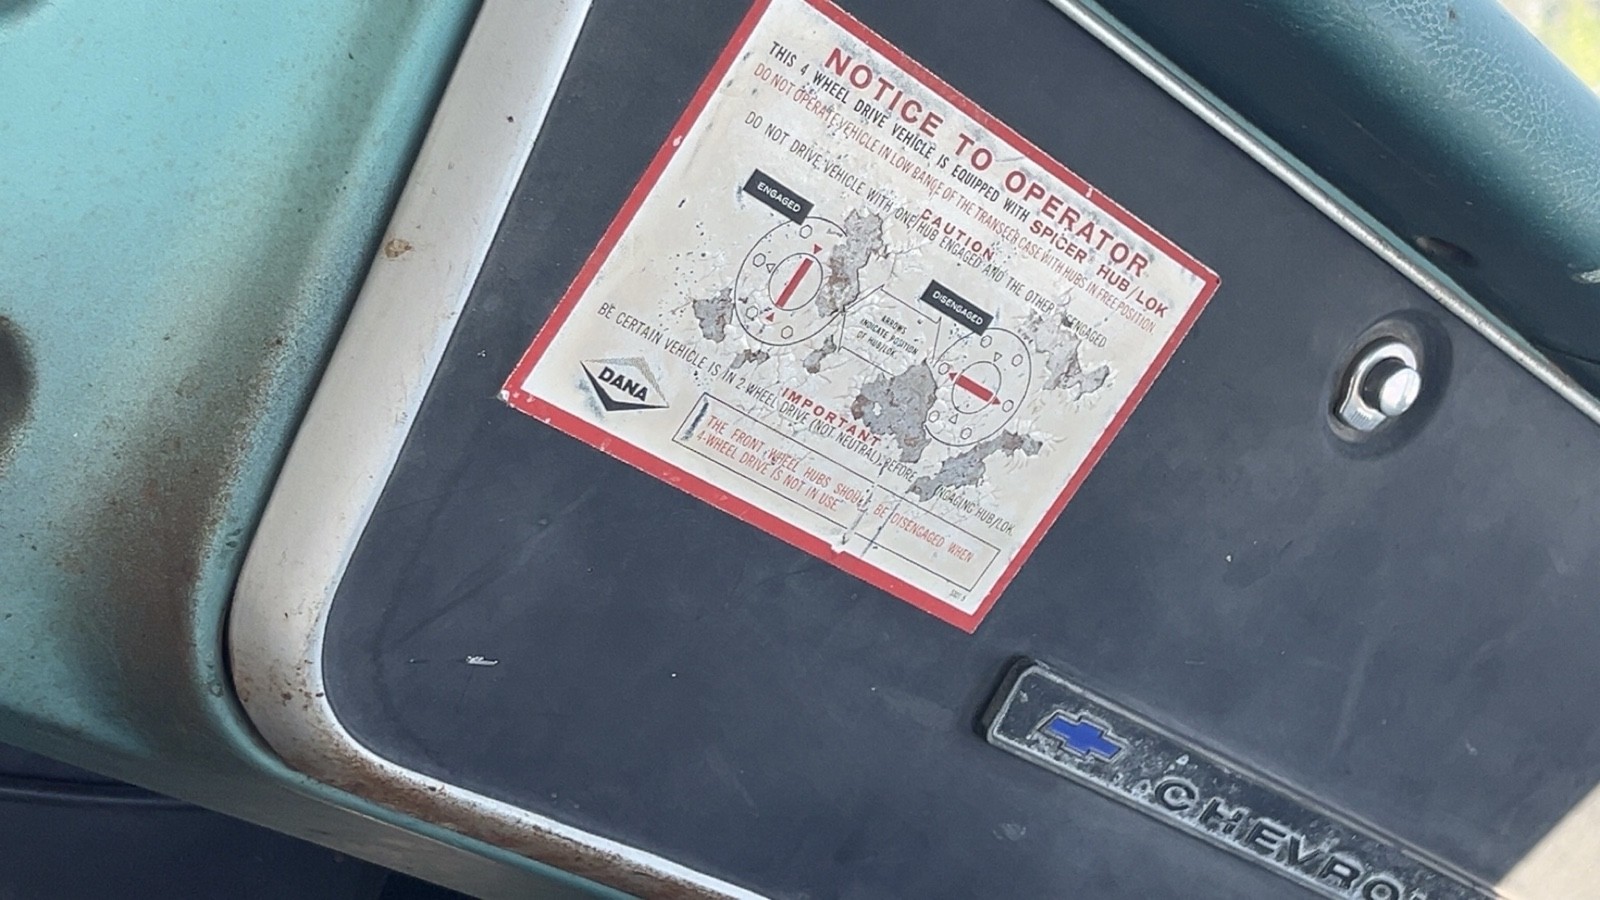 NOTICE TO OPERATOR
THIS 4 WHEEL DRIVE VEHICLE IS EQUIPPED WITH SPICER HUB/LOK
DO NOT OPERATE VEHICLE IN LOW RANGE OF THE TRANSFER CASE WITH HUBS IN FREE POSITION.
CAUTION
DO NOT DRIVE VEHICLE WITH ONE HUB ENGAGED AND THE OTHER DISENGAGED
ENGAGED
DISENGAGED
ARROWS
INDICATE POSITION
OF HUB/LOK
IMPORTANT
BE CERTAIN VEHICLE IS IN 2-WHEEL DRIVE (NOT NEUTRAL) BEFORE ENGAGING HUB/LOK
DANA
THE FRONT WHEEL HUBS SHOULD BE DISENGAGED WHEN
4-WHEEL DRIVE IS NOT IN USE
CHEVRO